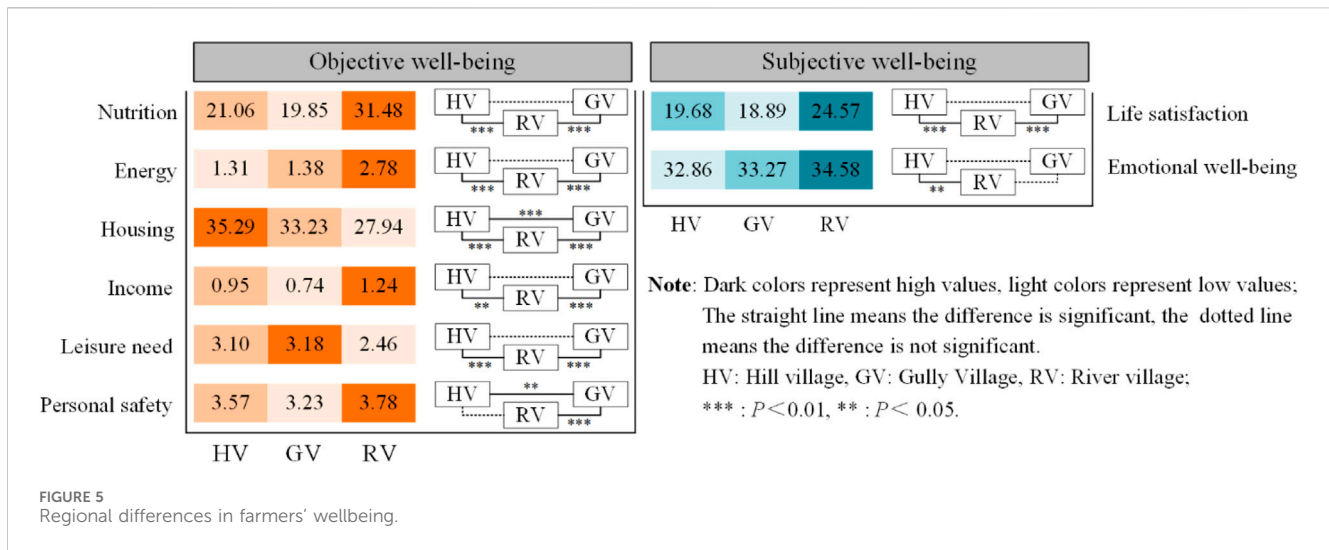 Objective well-being
Nutrition 21.06 19.85 31.48 HV GV RV *** ***
Energy 1.31 1.38 2.78 HV GV RV *** ***
Housing 35.29 33.23 27.94 HV *** GV RV *** ***
Income 0.95 0.74 1.24 HV GV RV ** ***
Leisure need 3.10 3.18 2.46 HV GV RV *** ***
Personal safety 3.57 3.23 3.78 HV ** GV RV ***
HV GV RV
Subjective well-being
19.68 18.89 24.57 HV GV RV *** *** Life satisfaction
32.86 33.27 34.58 HV GV RV ** Emotional well-being
HV GV RV
Note: Dark colors represent high values, light colors represent low values;
The straight line means the difference is significant, the dotted line
means the difference is not significant.
HV: Hill village, GV: Gully Village, RV: River village;
*** : P<0.01, ** : P< 0.05.
FIGURE 5
Regional differences in farmers' wellbeing.